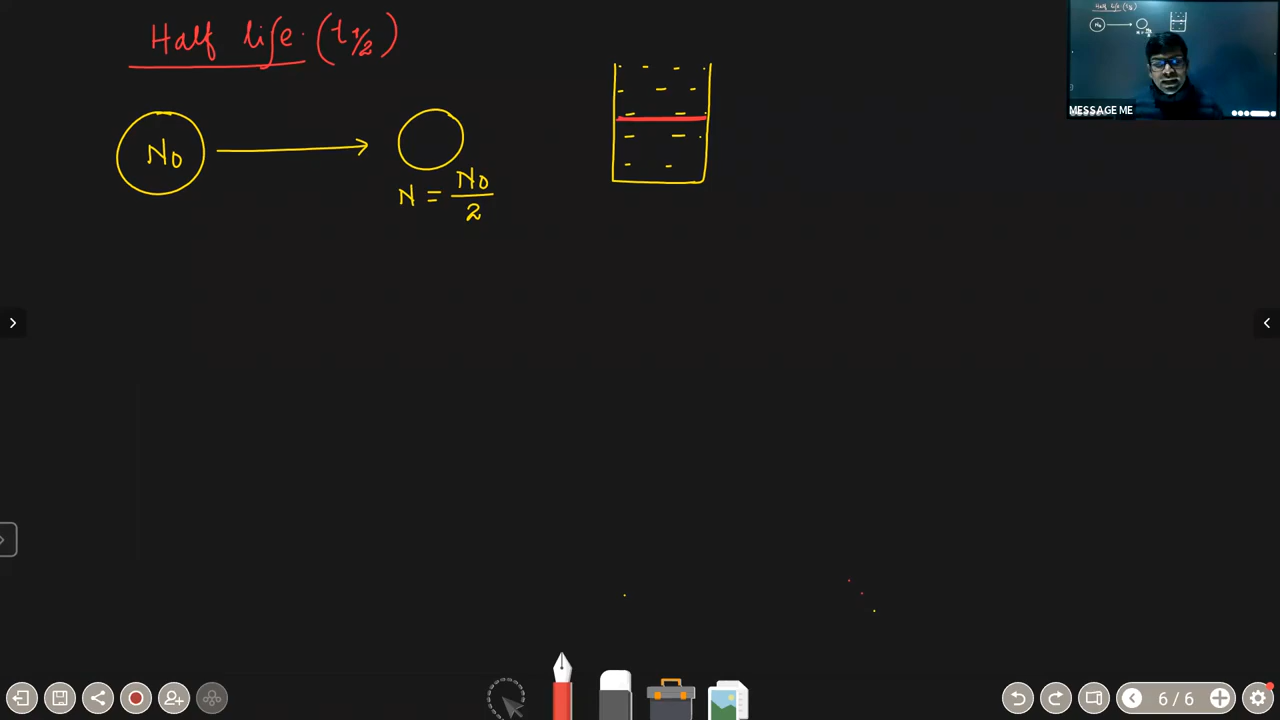 Half life. (t1/2)
N0
N = N0/2
MESSAGE ME
6/6